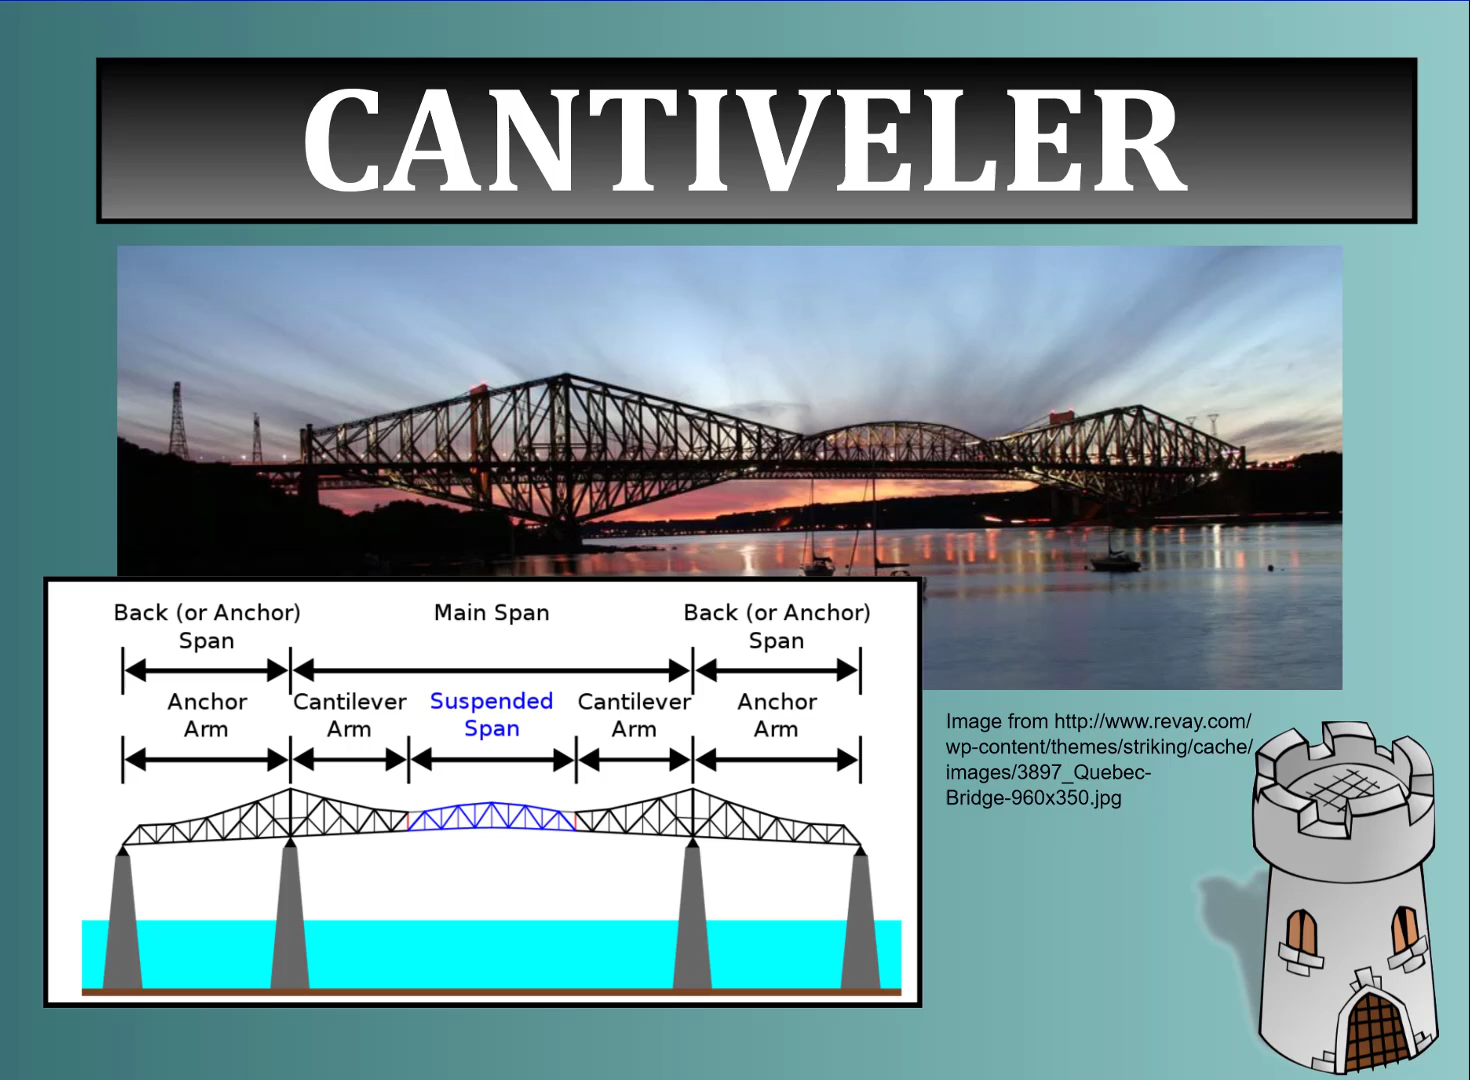 CANTIVELER
Back (or Anchor)
Span
Main Span
Back (or Anchor)
Span
Anchor
Arm
Cantilever
Arm
Suspended
Span
Cantilever
Arm
Anchor
Arm
Image from http://www.revay.com/
wp-content/themes/striking/cache/
images/3897_Quebec-
Bridge-960x350.jpg